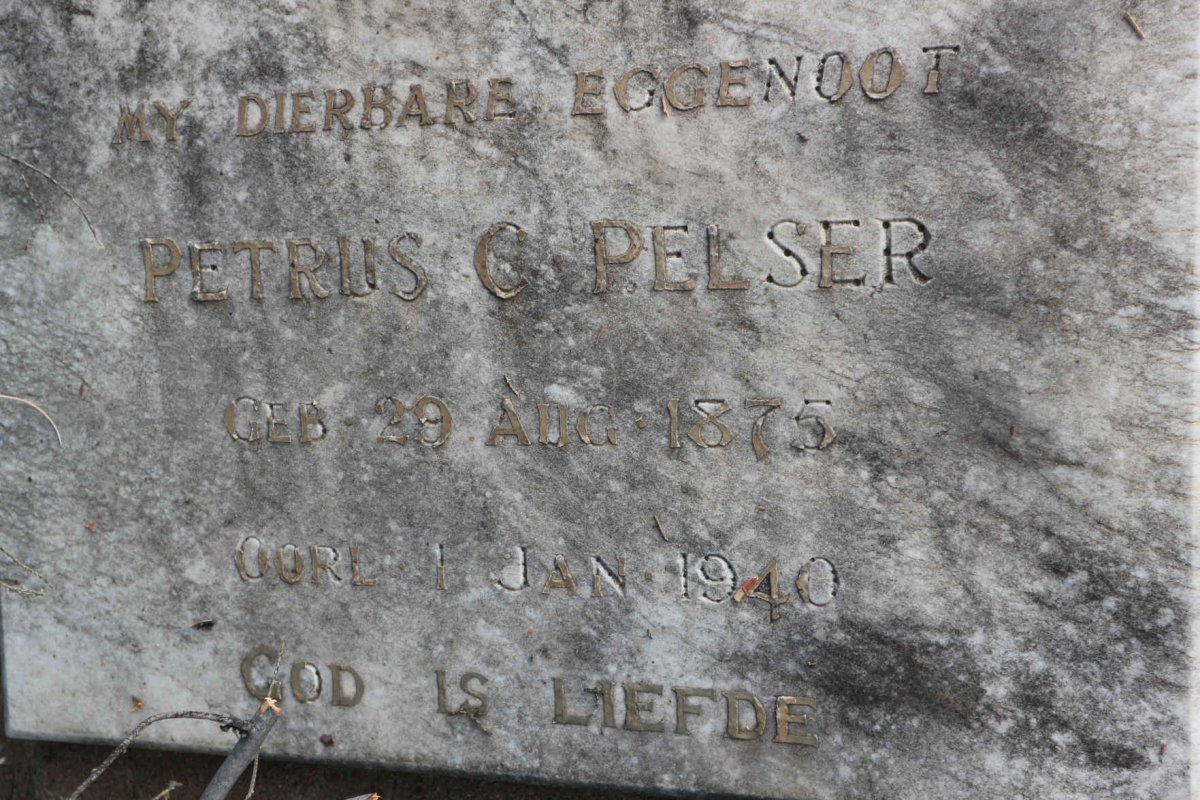 MY DIERBARE EGGENOOT
PETRUS C. PELSER
GEB. 29 AUG. 1875
OORL 1 JAN. 1940
GOD IS LIEFDE